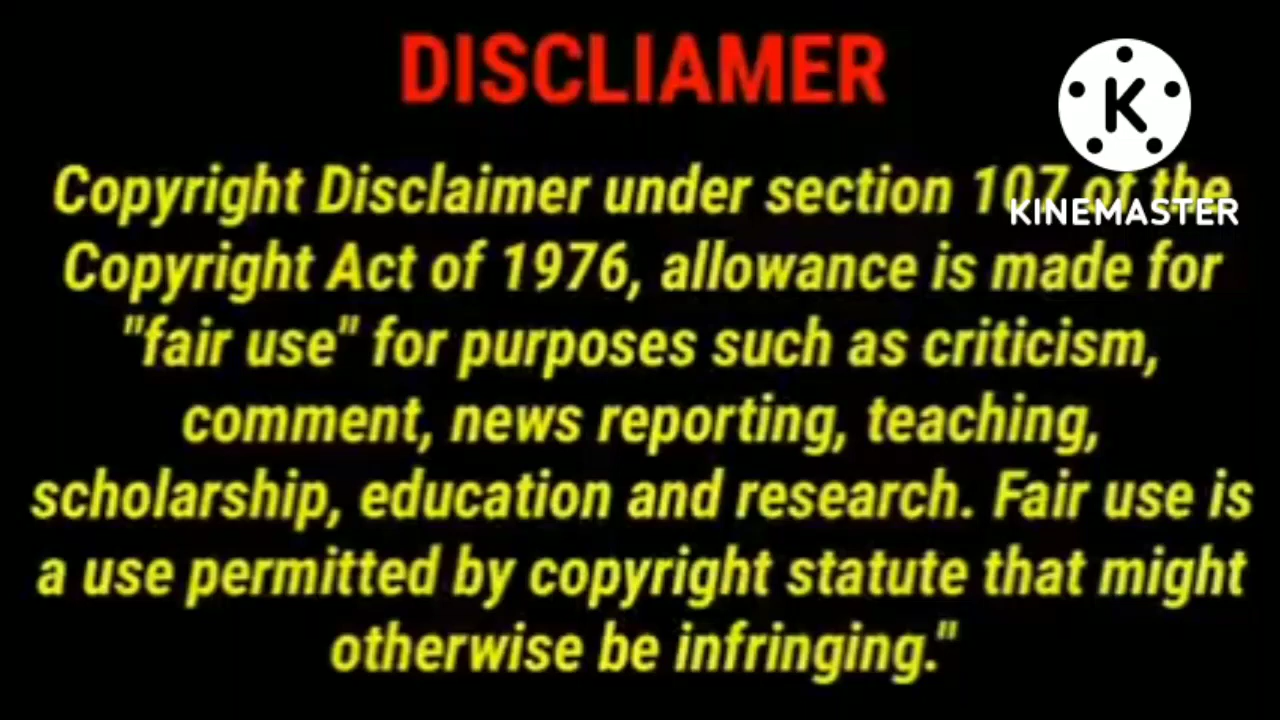 DISCLIAMER
K
KINEMASTER
Copyright Disclaimer under section 107 of the
Copyright Act of 1976, allowance is made for
"fair use" for purposes such as criticism,
comment, news reporting, teaching,
scholarship, education and research. Fair use is
a use permitted by copyright statute that might
otherwise be infringing."